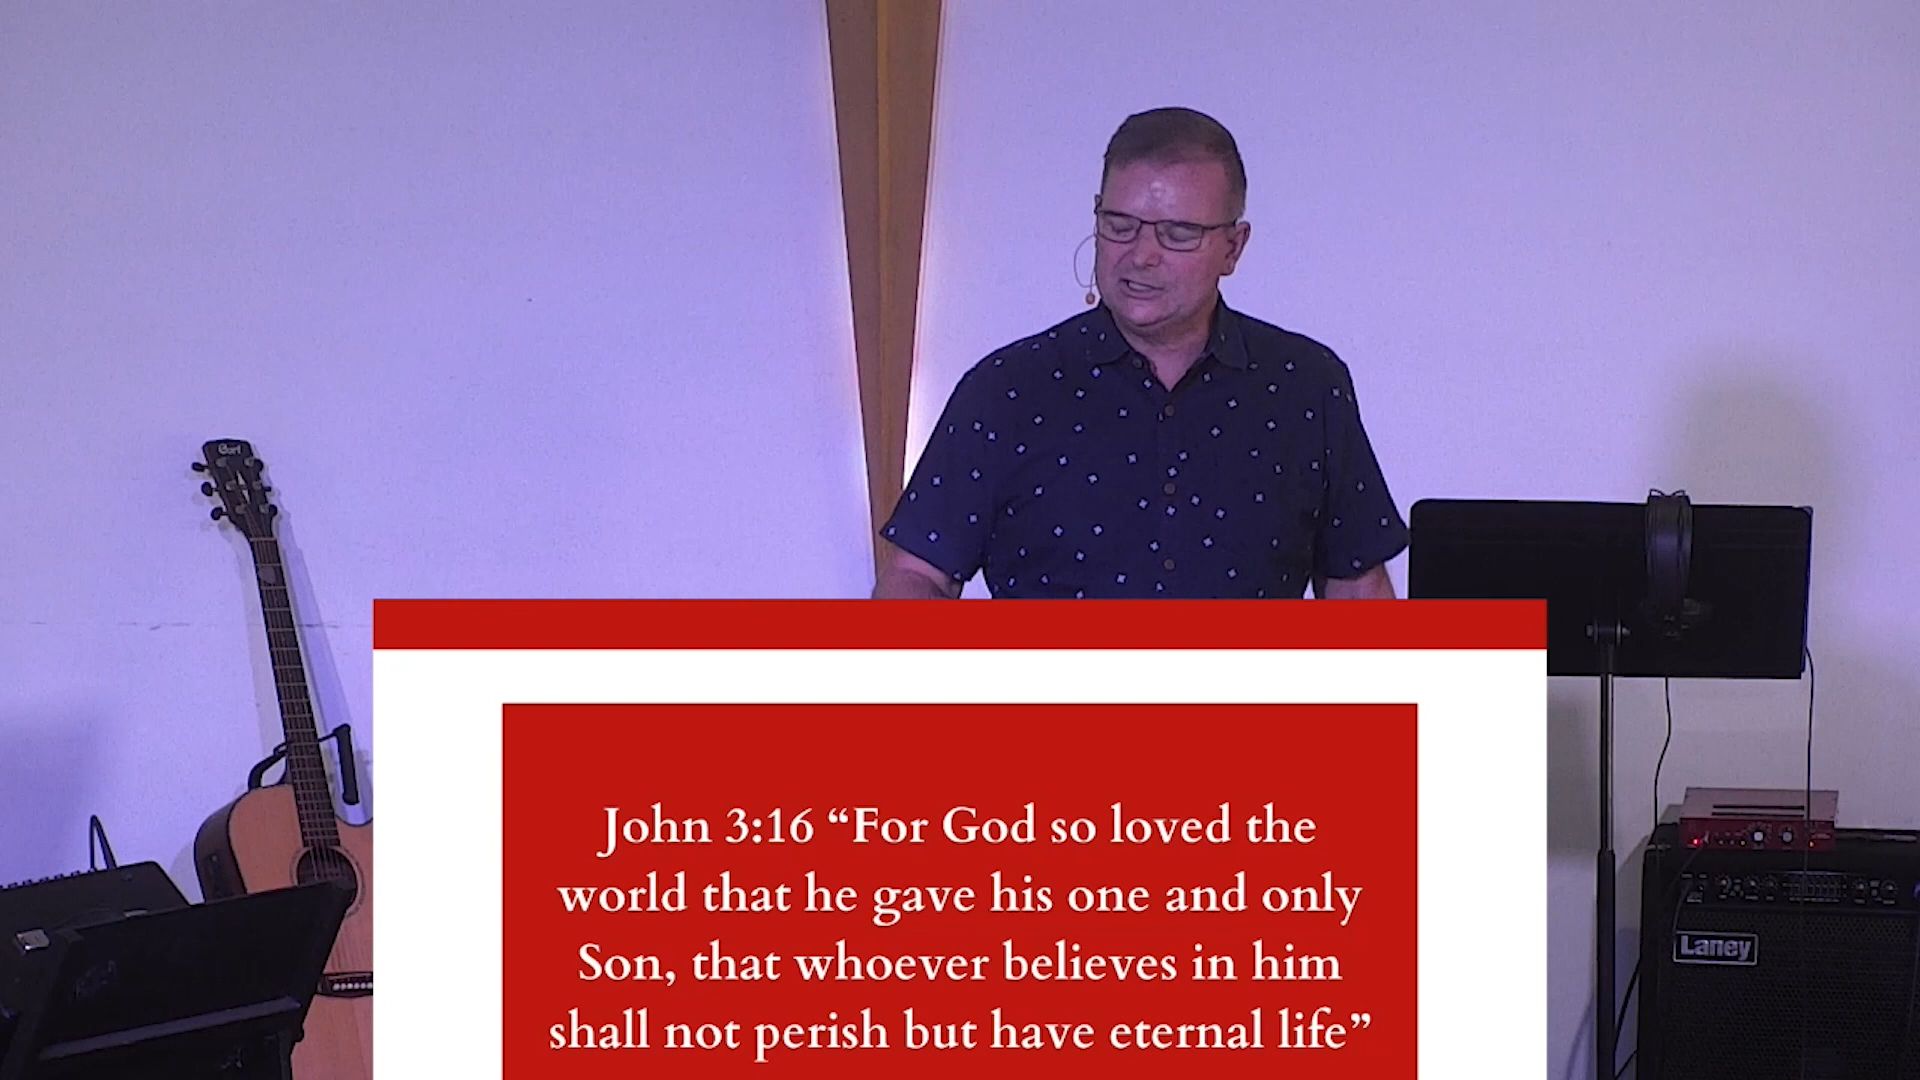 Cort
John 3:16 “For God so loved the
world that he gave his one and only
Son, that whoever believes in him
shall not perish but have eternal life”
Laney